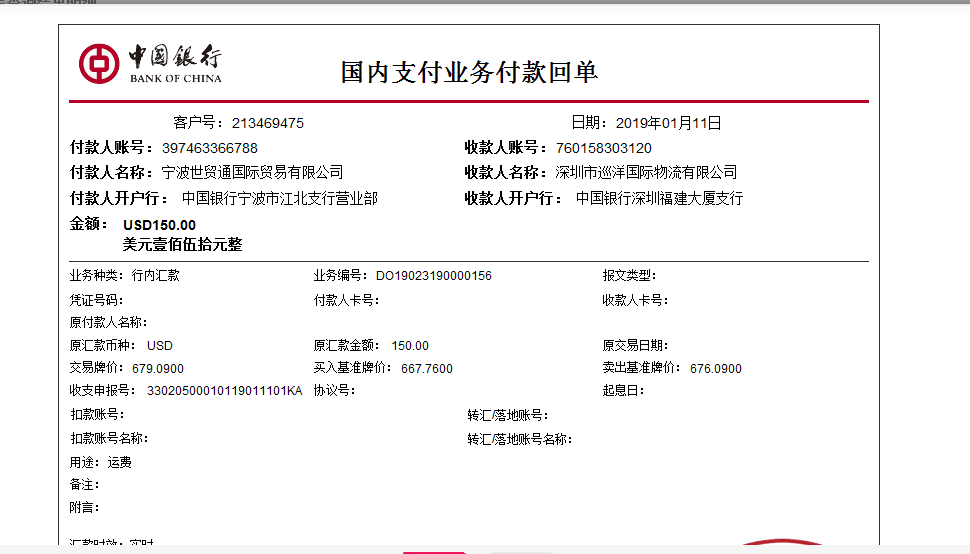 中國銀行
BANK OF CHINA
国内支付业务付款回单
客户号：213469475 日期：2019年01月11日
付款人账号：397463366788 收款人账号：760158303120
付款人名称：宁波世贸通国际贸易有限公司 收款人名称：深圳市巡洋国际物流有限公司
付款人开户行：中国银行宁波市江北支行营业部 收款人开户行：中国银行深圳福建大厦支行
金额：USD150.00
美元壹佰伍拾元整
业务种类：行内汇款 业务编号：DO19023190000156 报文类型：
凭证号码： 付款人卡号： 收款人卡号：
原付款人名称：
原汇款币种：USD 原汇款金额：150.00 原交易日期：
交易牌价：679.0900 买入基准牌价：667.7600 卖出基准牌价：676.0900
收支申报号：33020500010119011101KA 协议号： 起息日：
扣款账号： 转汇/落地账号：
扣款账号名称： 转汇/落地账号名称：
用途：运费
备注：
附言：
汇款时效：实时